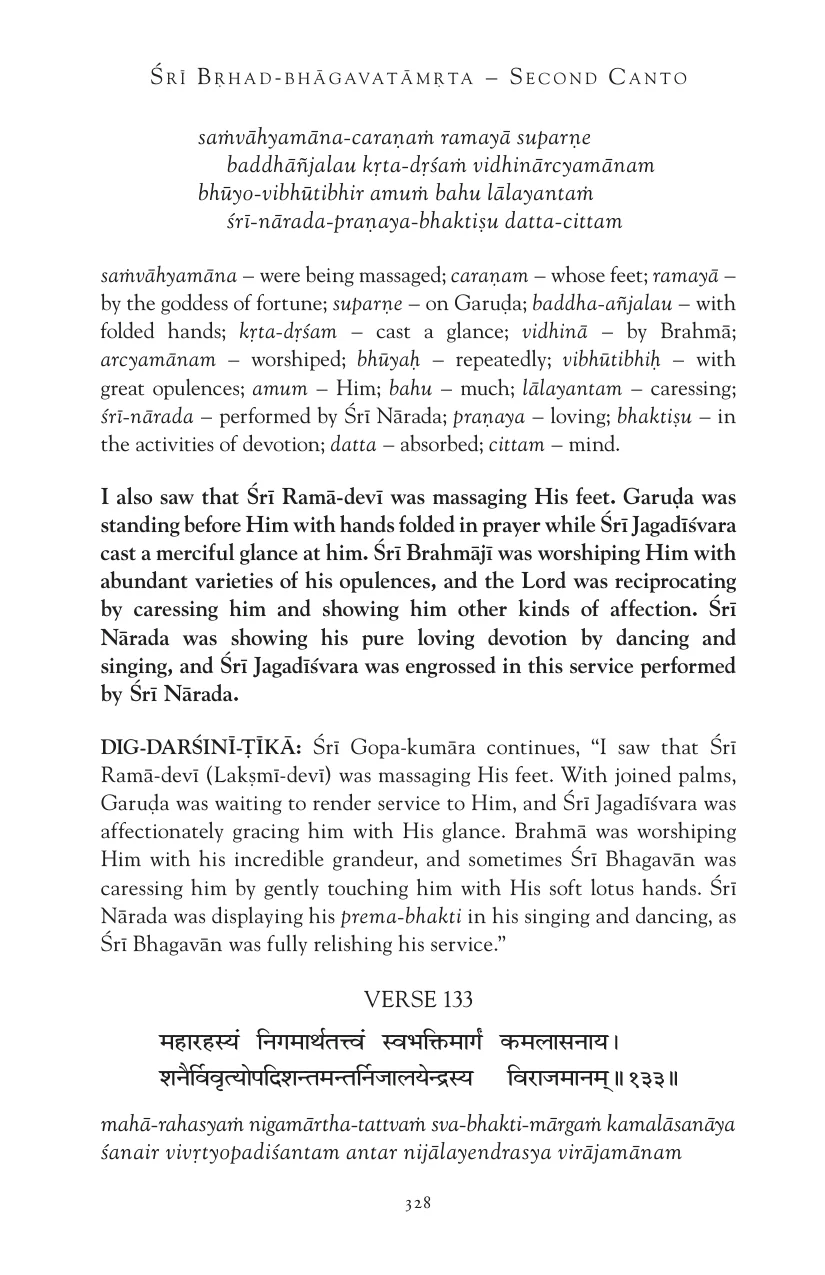 Śrī Bṛhad-bhāgavatāmṛta – Second Canto
saṁvāhyamāna-caraṇaṁ ramayā suparṇe
baddhāñjalau kṛta-dṛśaṁ vidhinārcyamānam
bhūyo-vibhūtibhir amuṁ bahu lālayantaṁ
śrī-nārada-praṇaya-bhaktiṣu datta-cittam
saṁvāhyamāna – were being massaged; caraṇam – whose feet; ramayā –
by the goddess of fortune; suparṇe – on Garuḍa; baddha-añjalau – with
folded hands; kṛta-dṛśam – cast a glance; vidhinā – by Brahmā;
arcyamānam – worshiped; bhūyaḥ – repeatedly; vibhūtibhiḥ – with
great opulences; amum – Him; bahu – much; lālayantam – caressing;
śrī-nārada – performed by Śrī Nārada; praṇaya – loving; bhaktiṣu – in
the activities of devotion; datta – absorbed; cittam – mind.
I also saw that Śrī Ramā-devī was massaging His feet. Garuḍa was
standing before Him with hands folded in prayer while Śrī Jagadīśvara
cast a merciful glance at him. Śrī Brahmājī was worshiping Him with
abundant varieties of his opulences, and the Lord was reciprocating
by caressing him and showing him other kinds of affection. Śrī
Nārada was showing his pure loving devotion by dancing and
singing, and Śrī Jagadīśvara was engrossed in this service performed
by Śrī Nārada.
DIG-DARŚINĪ-ṬĪKĀ: Śrī Gopa-kumāra continues, “I saw that Śrī
Ramā-devī (Lakṣmī-devī) was massaging His feet. With joined palms,
Garuḍa was waiting to render service to Him, and Śrī Jagadīśvara was
affectionately gracing him with His glance. Brahmā was worshiping
Him with his incredible grandeur, and sometimes Śrī Bhagavān was
caressing him by gently touching him with His soft lotus hands. Śrī
Nārada was displaying his prema-bhakti in his singing and dancing, as
Śrī Bhagavān was fully relishing his service.”
VERSE 133
महारहस्यं निगमार्थतत्त्वं स्वभक्तिमार्गं कमलासनाय।
शनैर्विवृत्योपदिशन्तमन्तर्निजालयेन्द्रस्य विराजमानम्॥१३३॥
mahā-rahasyaṁ nigamārtha-tattvaṁ sva-bhakti-mārgaṁ kamalāsanāya
śanair vivṛtyopadiśantam antar nijālayendrasya virājamānam
328